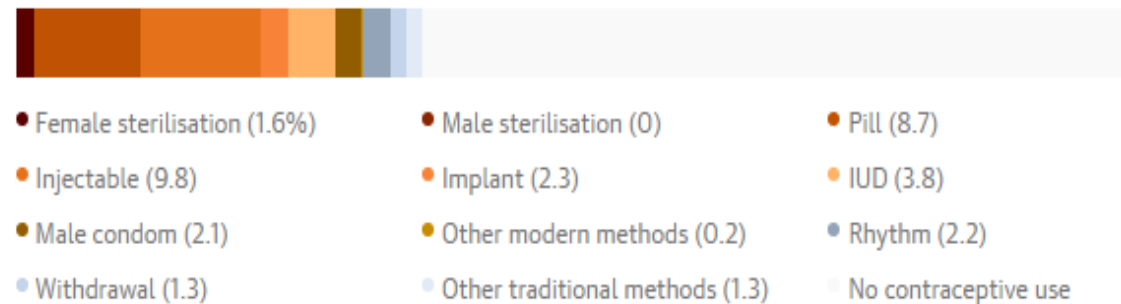 Female sterilisation (1.6%) Male sterilisation (0) Pill (8.7)
Injectable (9.8) Implant (2.3) IUD (3.8)
Male condom (2.1) Other modern methods (0.2) Rhythm (2.2)
Withdrawal (1.3) Other traditional methods (1.3) No contraceptive use